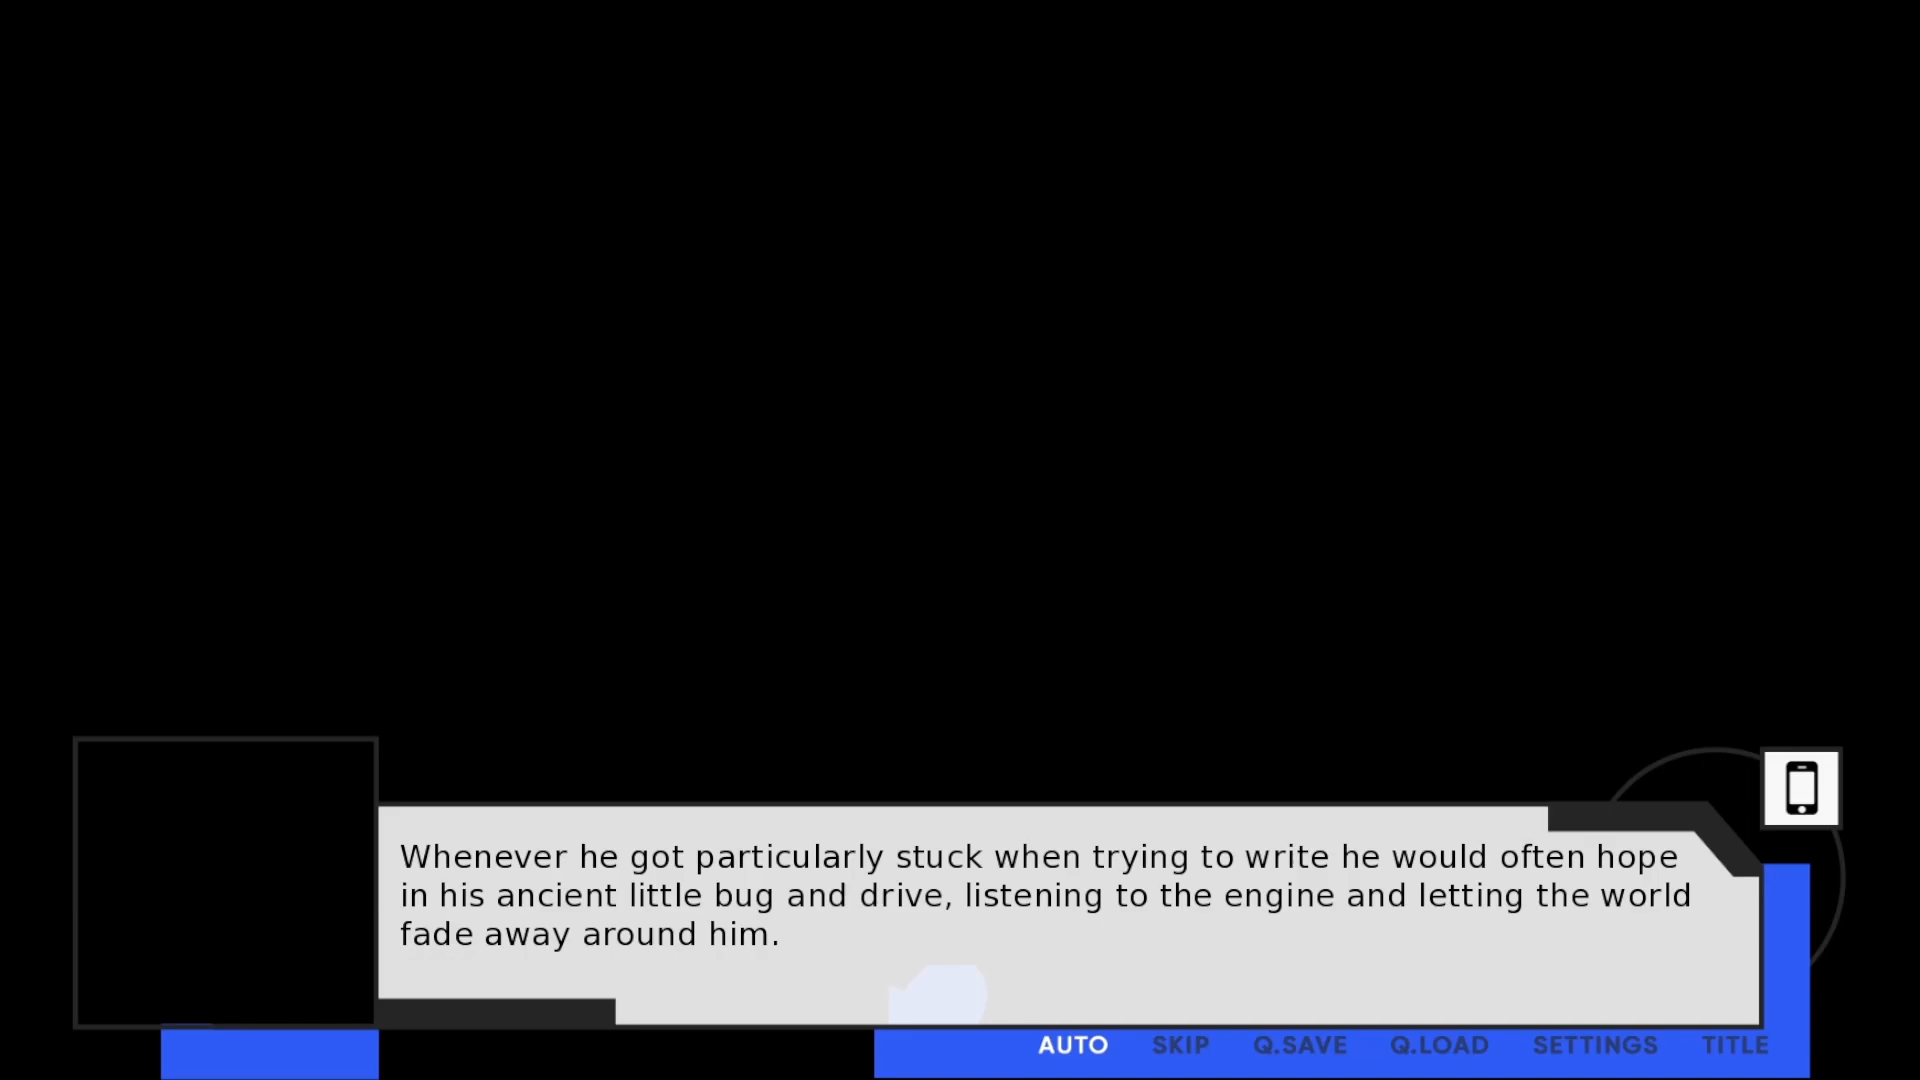 Whenever he got particularly stuck when trying to write he would often hope
in his ancient little bug and drive, listening to the engine and letting the world
fade away around him.
AUTO SKIP Q.SAVE Q.LOAD SETTINGS TITLE